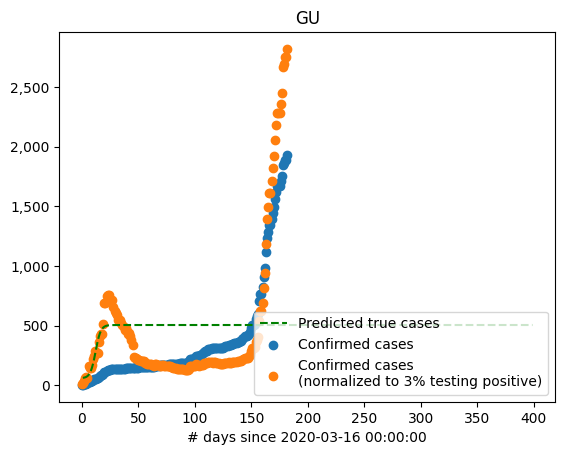 GU
2,500
2,000
1,500
1,000
500
0
Predicted true cases
Confirmed cases
Confirmed cases
(normalized to 3% testing positive)
0 50 100 150 200 250 300 350 400
# days since 2020-03-16 00:00:00